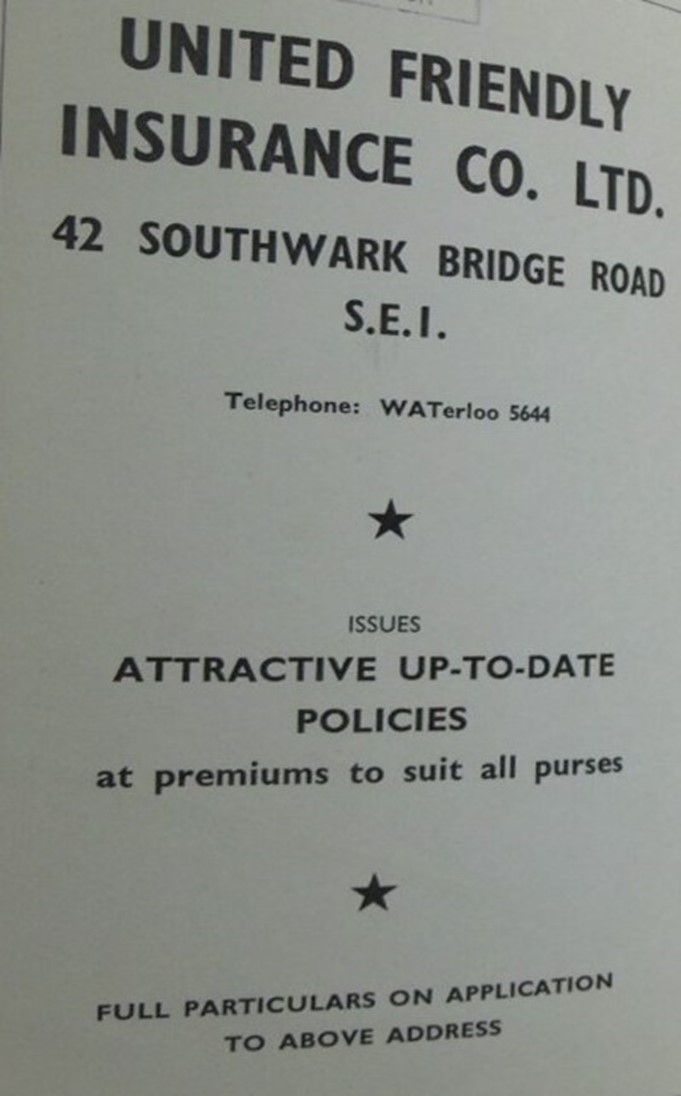 UNITED FRIENDLY
INSURANCE CO. LTD.
42 SOUTHWARK BRIDGE ROAD
S.E.1.
Telephone: WATerloo 5644
ISSUES
ATTRACTIVE UP-TO-DATE
POLICIES
at premiums to suit all purses
FULL PARTICULARS ON APPLICATION
TO ABOVE ADDRESS